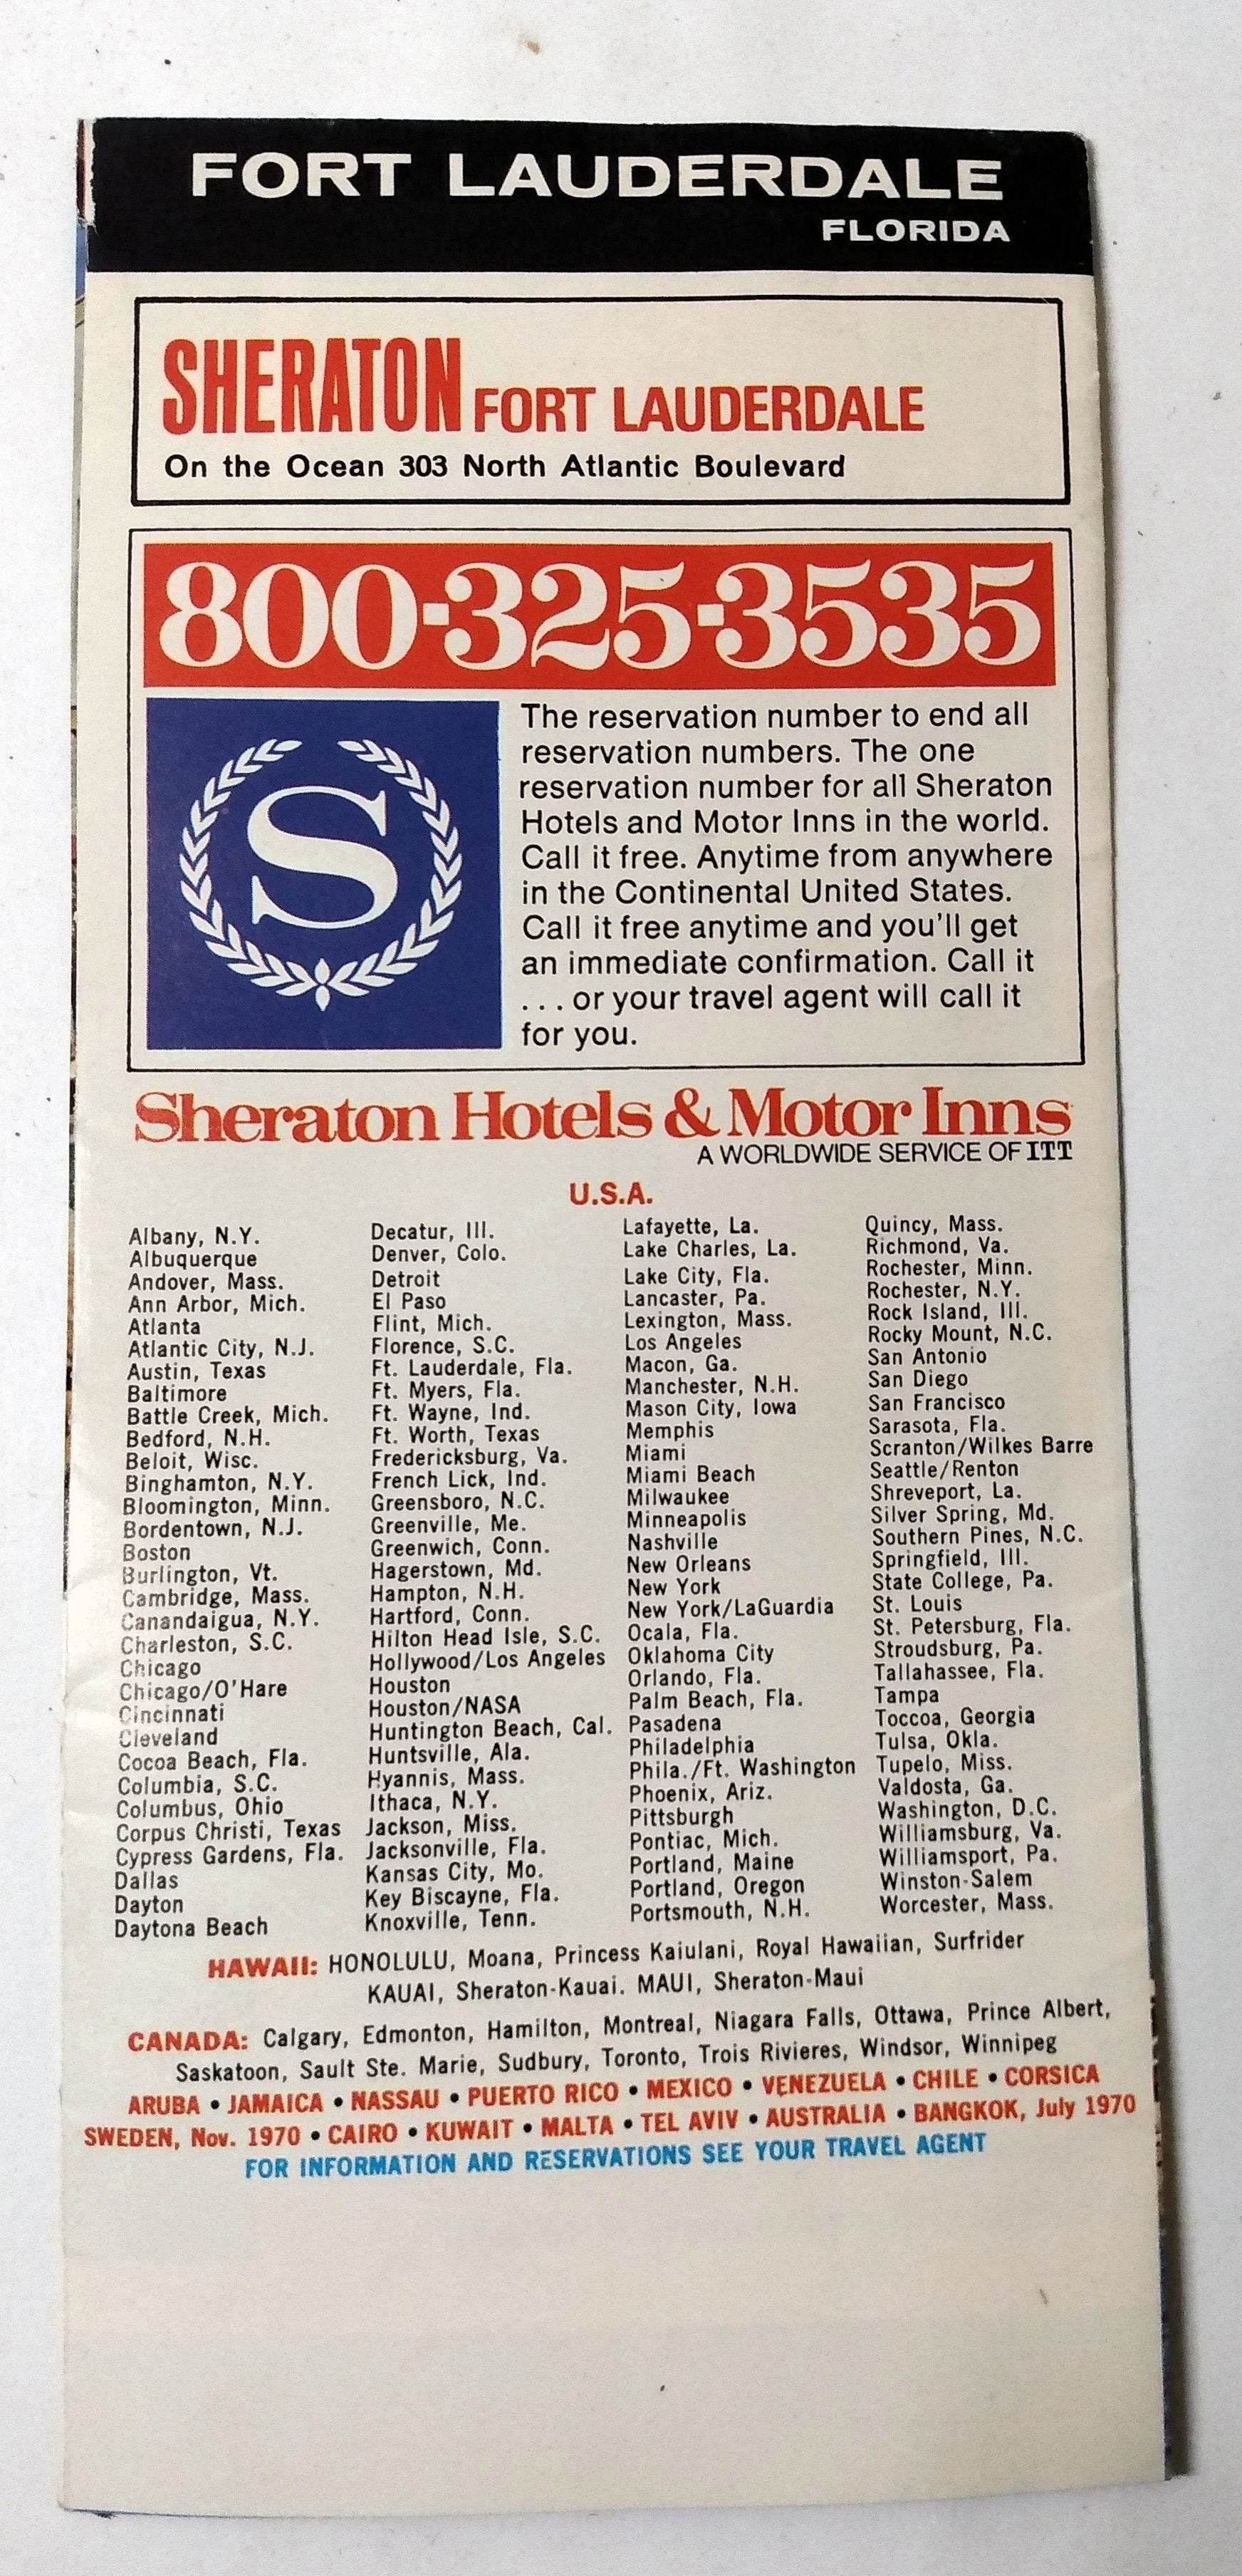 FORT LAUDERDALE
FLORIDA
SHERATON FORT LAUDERDALE
On the Ocean 303 North Atlantic Boulevard
800-325-3535
S
The reservation number to end all
reservation numbers. The one
reservation number for all Sheraton
Hotels and Motor Inns in the world.
Call it free. Anytime from anywhere
in the Continental United States.
Call it free anytime and you'll get
an immediate confirmation. Call it
... or your travel agent will call it
for you.
Sheraton Hotels & Motor Inns
A WORLDWIDE SERVICE OF ITT
U.S.A.
Albany, N.Y.
Albuquerque
Andover, Mass.
Ann Arbor, Mich.
Atlanta
Atlantic City, N.J.
Austin, Texas
Baltimore
Battle Creek, Mich.
Bedford, N.H.
Beloit, Wisc.
Binghamton, N.Y.
Bloomington, Minn.
Bordentown, N.J.
Boston
Burlington, Vt.
Cambridge, Mass.
Canandaigua, N.Y.
Charleston, S.C.
Chicago
Chicago/O'Hare
Cincinnati
Cleveland
Cocoa Beach, Fla.
Columbia, S.C.
Columbus, Ohio
Corpus Christi, Texas
Cypress Gardens, Fla.
Dallas
Dayton
Daytona Beach
Decatur, Ill.
Denver, Colo.
Detroit
El Paso
Flint, Mich.
Florence, S.C.
Ft. Lauderdale, Fla.
Ft. Myers, Fla.
Ft. Wayne, Ind.
Ft. Worth, Texas
Fredericksburg, Va.
French Lick, Ind.
Greensboro, N.C.
Greenville, Me.
Greenwich, Conn.
Hagerstown, Md.
Hampton, N.H.
Hartford, Conn.
Hilton Head Isle, S.C.
Hollywood/Los Angeles
Houston
Houston/NASA
Huntington Beach, Cal.
Huntsville, Ala.
Hyannis, Mass.
Ithaca, N.Y.
Jackson, Miss.
Jacksonville, Fla.
Kansas City, Mo.
Key Biscayne, Fla.
Knoxville, Tenn.
Lafayette, La.
Lake Charles, La.
Lake City, Fla.
Lancaster, Pa.
Lexington, Mass.
Los Angeles
Macon, Ga.
Manchester, N.H.
Mason City, Iowa
Memphis
Miami
Miami Beach
Milwaukee
Minneapolis
Nashville
New Orleans
New York
New York/LaGuardia
Ocala, Fla.
Oklahoma City
Orlando, Fla.
Palm Beach, Fla.
Pasadena
Philadelphia
Phila./Ft. Washington
Phoenix, Ariz.
Pittsburgh
Pontiac, Mich.
Portland, Maine
Portland, Oregon
Portsmouth, N.H.
Quincy, Mass.
Richmond, Va.
Rochester, Minn.
Rochester, N.Y.
Rock Island, Ill.
Rocky Mount, N.C.
San Antonio
San Diego
San Francisco
Sarasota, Fla.
Scranton/Wilkes Barre
Seattle/Renton
Shreveport, La.
Silver Spring, Md.
Southern Pines, N.C.
Springfield, Ill.
State College, Pa.
St. Louis
St. Petersburg, Fla.
Stroudsburg, Pa.
Tallahassee, Fla.
Tampa
Toccoa, Georgia
Tulsa, Okla.
Tupelo, Miss.
Valdosta, Ga.
Washington, D.C.
Williamsburg, Va.
Williamsport, Pa.
Winston-Salem
Worcester, Mass.
HAWAII: HONOLULU, Moana, Princess Kaiulani, Royal Hawaiian, Surfrider
KAUAI, Sheraton-Kauai. MAUI, Sheraton-Maui
CANADA: Calgary, Edmonton, Hamilton, Montreal, Niagara Falls, Ottawa, Prince Albert,
Saskatoon, Sault Ste. Marie, Sudbury, Toronto, Trois Rivieres, Windsor, Winnipeg
ARUBA • JAMAICA • NASSAU • PUERTO RICO • MEXICO • VENEZUELA • CHILE • CORSICA
SWEDEN, Nov. 1970 • CAIRO • KUWAIT • MALTA • TEL AVIV • AUSTRALIA • BANGKOK, July 1970
FOR INFORMATION AND RESERVATIONS SEE YOUR TRAVEL AGENT